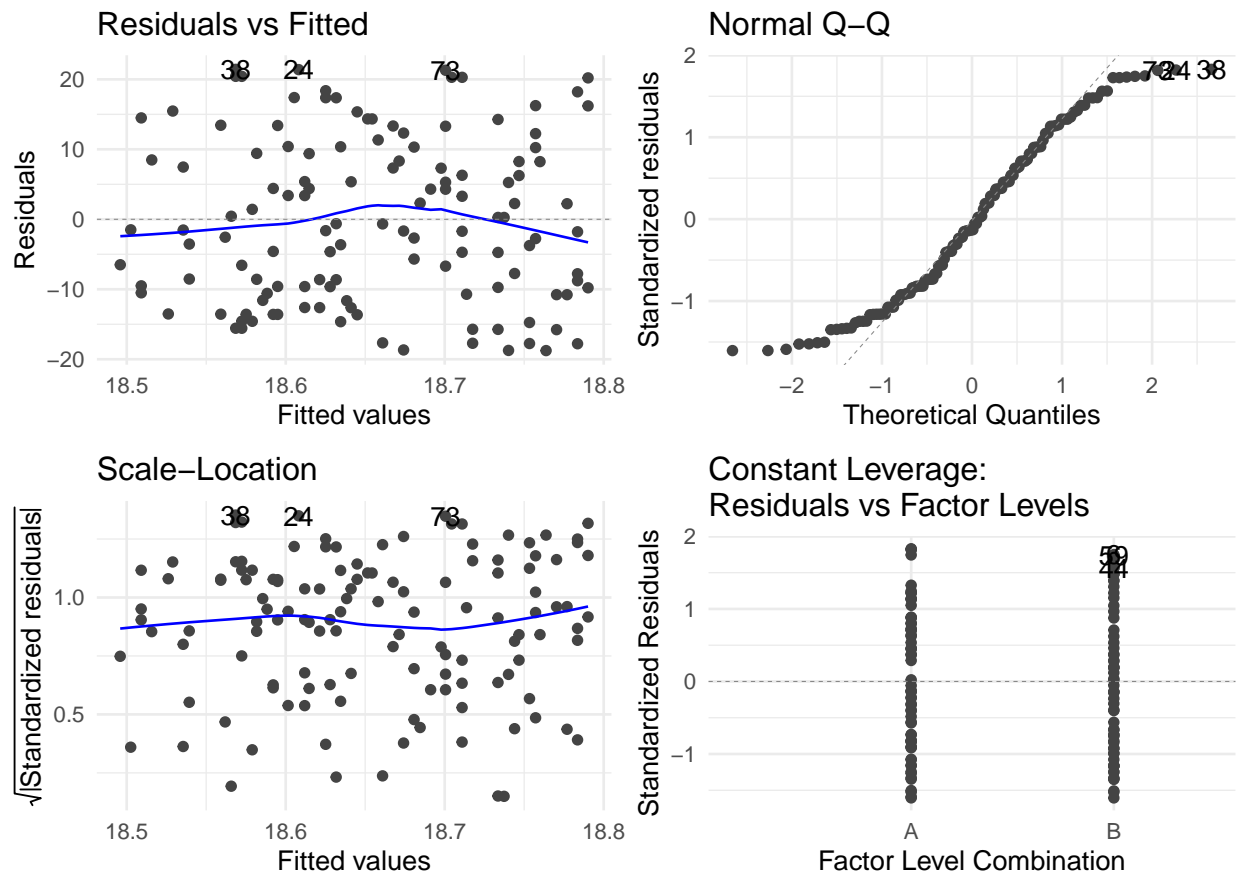 Residuals vs Fitted
38
24
73
20
10
0
−10
−20
Residuals
18.5
18.6
18.7
18.8
Fitted values
Normal Q−Q
38
2
1
0
−1
Standardized residuals
−2
−1
0
1
2
Theoretical Quantiles
Scale−Location
24
73
1.0
0.5
√|Standardized residuals|
18.5
18.6
18.7
18.8
Fitted values
Constant Leverage:
Residuals vs Factor Levels
44
2
1
0
−1
Standardized Residuals
A
B
Factor Level Combination